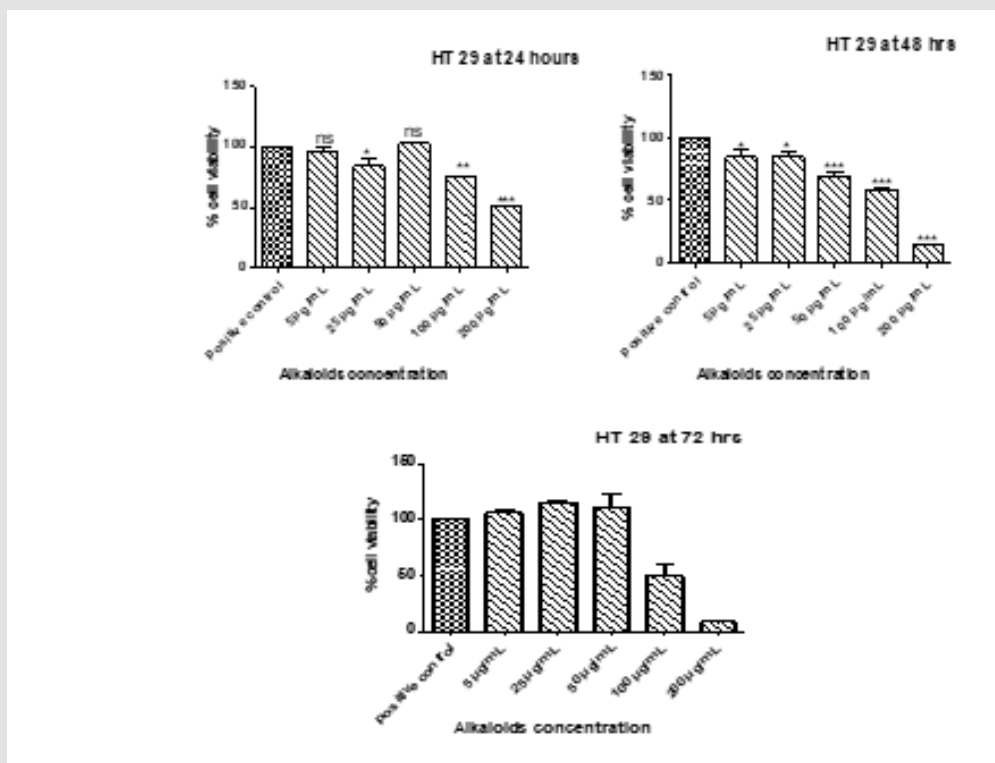 HT 29 at 24 hours
150
100
50
0
% cell viability
ns
*
ns
**
***
positive control
5µg/mL
25µg/mL
50µg/mL
100µg/mL
200µg/mL
Alkaloids concentration
HT 29 at 48 hrs
150
100
50
0
% cell viability
*
*
***
***
***
positive control
5µg/mL
25µg/mL
50µg/mL
100µg/mL
200µg/mL
Alkaloids concentration
HT 29 at 72 hrs
150
100
50
0
% cell viability
positive control
5µg/mL
25µg/mL
50µg/mL
100µg/mL
200µg/mL
Alkaloids concentration